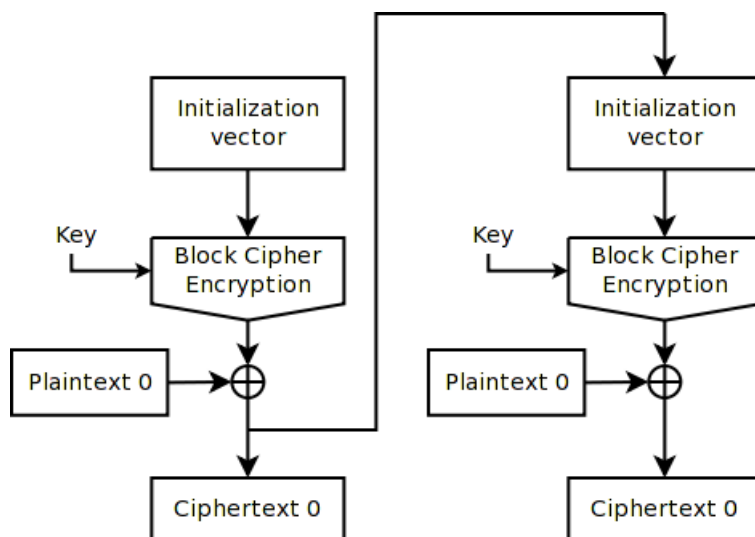 Initialization
vector
Initialization
vector
Key
Block Cipher
Encryption
Key
Block Cipher
Encryption
Plaintext 0
Plaintext 0
Ciphertext 0
Ciphertext 0